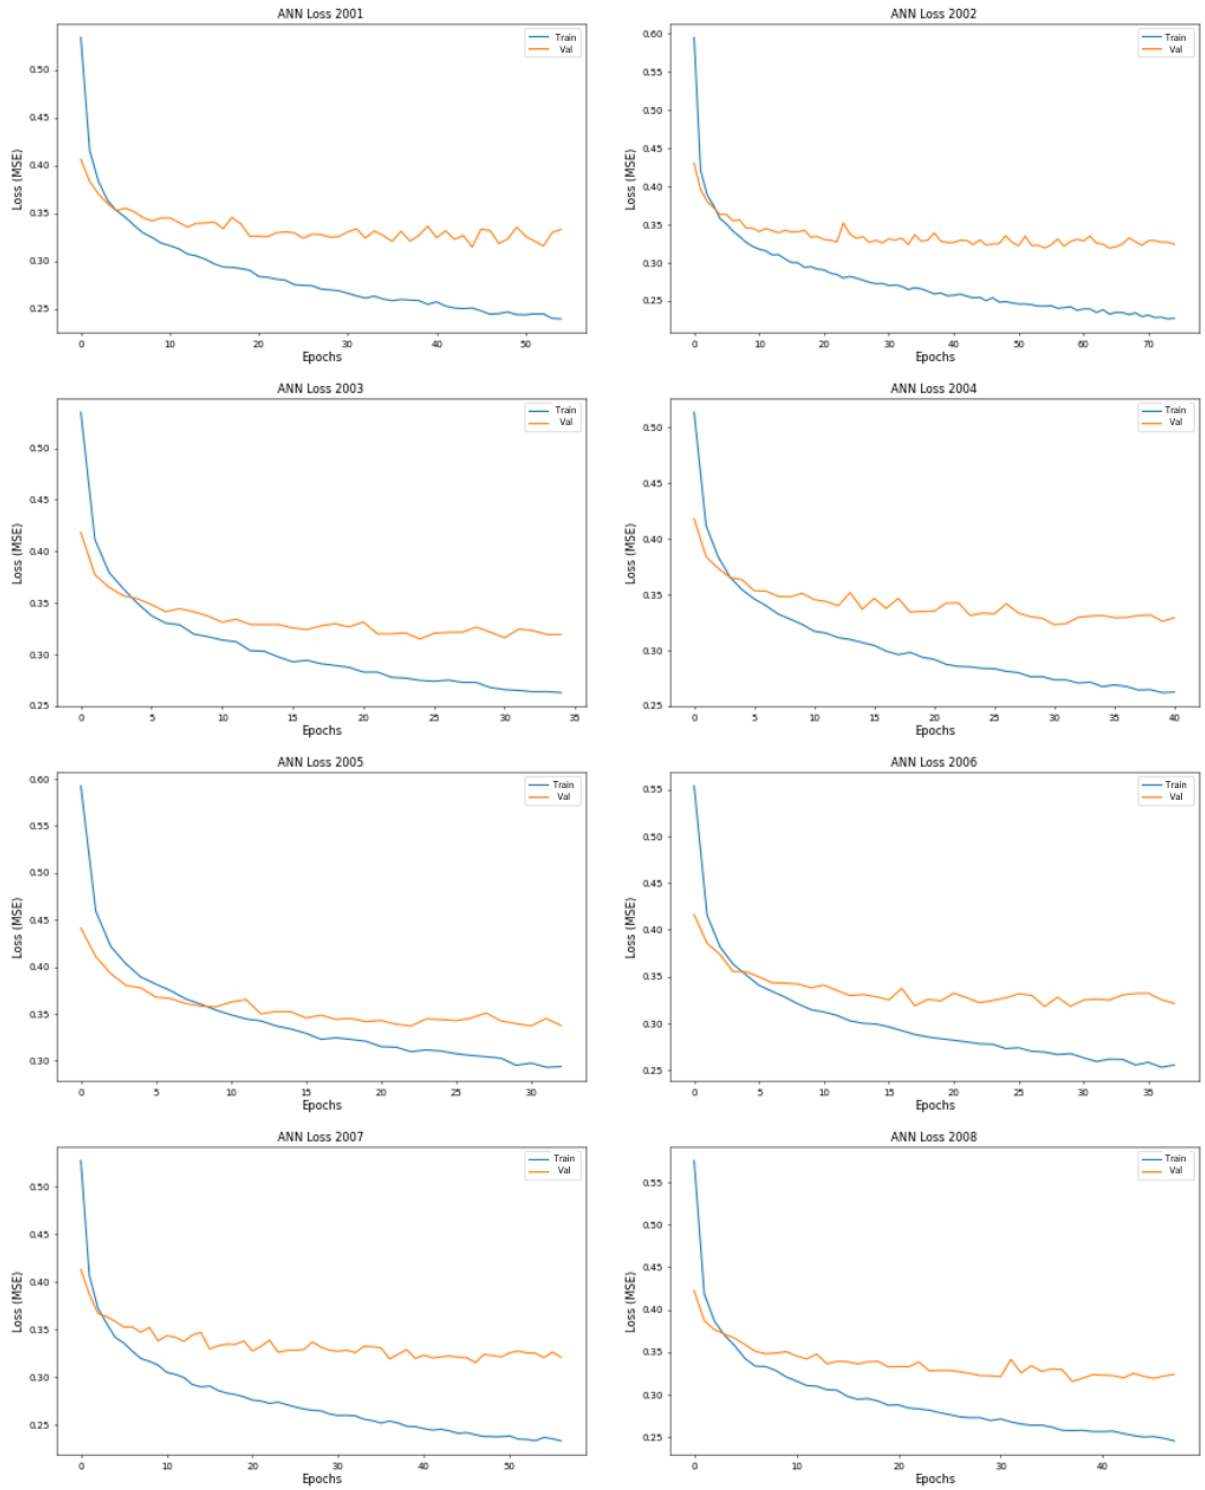 ANN Loss 2001
Train
Val
0.50
0.45
0.40
0.35
0.30
0.25
Loss (MSE)
0 10 20 30 40 50
Epochs
ANN Loss 2002
Train
Val
0.60
0.55
0.50
0.45
0.40
0.35
0.30
0.25
Loss (MSE)
0 10 20 30 40 50 60 70
Epochs
ANN Loss 2003
Train
Val
0.50
0.45
0.40
0.35
0.30
0.25
Loss (MSE)
0 5 10 15 20 25 30 35
Epochs
ANN Loss 2004
Train
Val
0.50
0.45
0.40
0.35
0.30
0.25
Loss (MSE)
0 5 10 15 20 25 30 35 40
Epochs
ANN Loss 2005
Train
Val
0.60
0.55
0.50
0.45
0.40
0.35
0.30
Loss (MSE)
0 5 10 15 20 25 30
Epochs
ANN Loss 2006
Train
Val
0.55
0.50
0.45
0.40
0.35
0.30
0.25
Loss (MSE)
0 5 10 15 20 25 30 35
Epochs
ANN Loss 2007
Train
Val
0.50
0.45
0.40
0.35
0.30
0.25
Loss (MSE)
0 10 20 30 40 50
Epochs
ANN Loss 2008
Train
Val
0.55
0.50
0.45
0.40
0.35
0.30
0.25
Loss (MSE)
0 10 20 30 40
Epochs